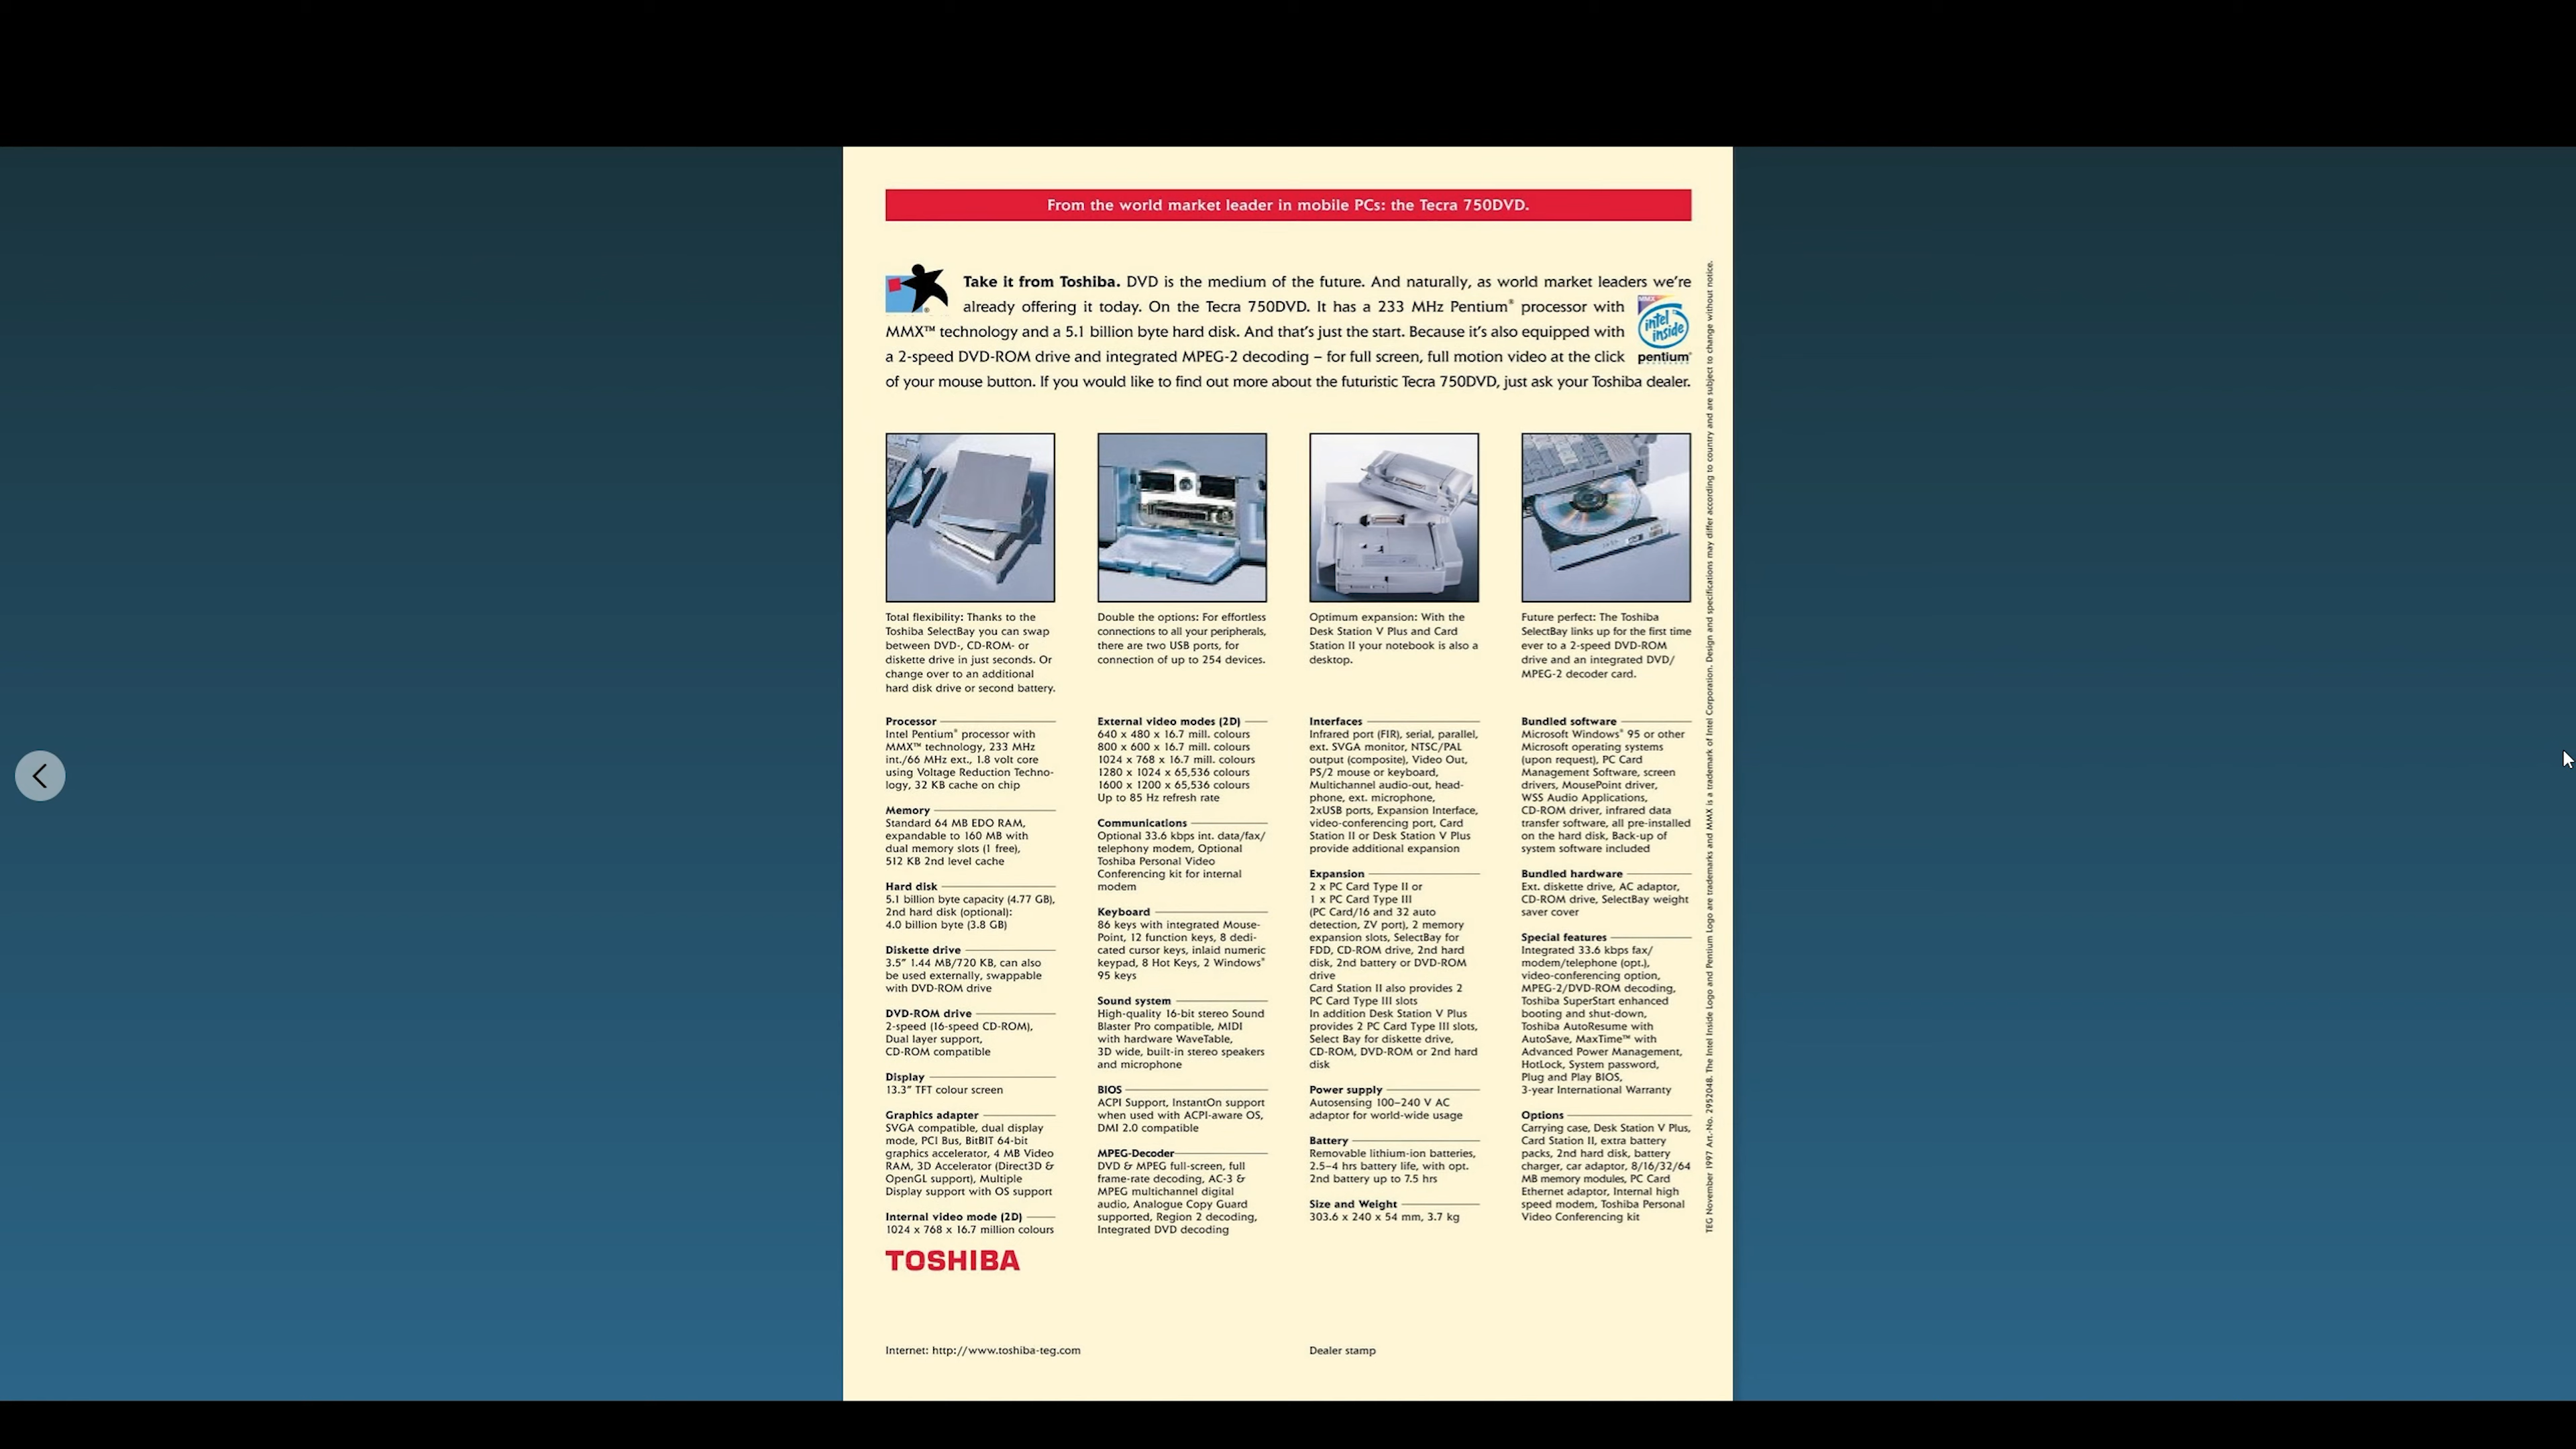 From the world market leader in mobile PCs: the Tecra 750DVD.
Take it from Toshiba. DVD is the medium of the future. And naturally, as world market leaders we're
already offering it today. On the Tecra 750DVD. It has a 233 MHz Pentium® processor with
MMX™ technology and a 5.1 billion byte hard disk. And that's just the start. Because it's also equipped with
a 2-speed DVD-ROM drive and integrated MPEG-2 decoding – for full screen, full motion video at the click
of your mouse button. If you would like to find out more about the futuristic Tecra 750DVD, just ask your Toshiba dealer.
MMX
intel
inside
pentium®
Total flexibility: Thanks to the
Toshiba SelectBay you can swap
between DVD-, CD-ROM- or
diskette drive in just seconds. Or
change over to an additional
hard disk drive or second battery.
Double the options: For effortless
connections to all your peripherals,
there are two USB ports, for
connection of up to 254 devices.
Optimum expansion: With the
Desk Station V Plus and Card
Station II your notebook is also a
desktop.
Future perfect: The Toshiba
SelectBay links up for the first time
ever to a 2-speed DVD-ROM
drive and an integrated DVD/
MPEG-2 decoder card.
Processor
Intel Pentium® processor with
MMX™ technology, 233 MHz
int./66 MHz ext., 1.8 volt core
using Voltage Reduction Techno-
logy, 32 KB cache on chip
Memory
Standard 64 MB EDO RAM,
expandable to 160 MB with
dual memory slots (1 free),
512 KB 2nd level cache
Hard disk
5.1 billion byte capacity (4.77 GB),
2nd hard disk (optional):
4.0 billion byte (3.8 GB)
Diskette drive
3.5" 1.44 MB/720 KB, can also
be used externally, swappable
with DVD-ROM drive
DVD-ROM drive
2-speed (16-speed CD-ROM),
Dual layer support,
CD-ROM compatible
Display
13.3" TFT colour screen
Graphics adapter
SVGA compatible, dual display
mode, PCI Bus, BitBIT 64-bit
graphics accelerator, 4 MB Video
RAM, 3D Accelerator (Direct3D &
OpenGL support), Multiple
Display support with OS support
Internal video mode (2D)
1024 x 768 x 16.7 million colours
External video modes (2D)
640 x 480 x 16.7 mill. colours
800 x 600 x 16.7 mill. colours
1024 x 768 x 16.7 mill. colours
1280 x 1024 x 65,536 colours
1600 x 1200 x 65,536 colours
Up to 85 Hz refresh rate
Communications
Optional 33.6 kbps int. data/fax/
telephony modem, Optional
Toshiba Personal Video
Conferencing kit for internal
modem
Keyboard
86 keys with integrated Mouse-
Point, 12 function keys, 8 dedi-
cated cursor keys, inlaid numeric
keypad, 8 Hot Keys, 2 Windows®
95 keys
Sound system
High-quality 16-bit stereo Sound
Blaster Pro compatible, MIDI
with hardware WaveTable,
3D wide, built-in stereo speakers
and microphone
BIOS
ACPI Support, InstantOn support
when used with ACPI-aware OS,
DMI 2.0 compatible
MPEG-Decoder
DVD & MPEG full-screen, full
frame-rate decoding, AC-3 &
MPEG multichannel digital
audio, Analogue Copy Guard
supported, Region 2 decoding,
Integrated DVD decoding
Interfaces
Infrared port (FIR), serial, parallel,
ext. SVGA monitor, NTSC/PAL
output (composite), Video Out,
PS/2 mouse or keyboard,
Multichannel audio-out, head-
phone, ext. microphone,
2xUSB ports, Expansion Interface,
video-conferencing port, Card
Station II or Desk Station V Plus
provide additional expansion
Expansion
2 x PC Card Type II or
1 x PC Card Type III
(PC Card/16 and 32 auto
detection, ZV port), 2 memory
expansion slots, SelectBay for
FDD, CD-ROM drive, 2nd hard
disk, 2nd battery or DVD-ROM
drive
Card Station II also provides 2
PC Card Type III slots
In addition Desk Station V Plus
provides 2 PC Card Type III slots,
Select Bay for diskette drive,
CD-ROM, DVD-ROM or 2nd hard
disk
Power supply
Autosensing 100–240 V AC
adaptor for world-wide usage
Battery
Removable lithium-ion batteries,
2.5–4 hrs battery life, with opt.
2nd battery up to 7.5 hrs
Size and Weight
303.6 x 240 x 54 mm, 3.7 kg
Bundled software
Microsoft Windows® 95 or other
Microsoft operating systems
(upon request), PC Card
Management Software, screen
drivers, MousePoint driver,
WSS Audio Applications,
CD-ROM driver, infrared data
transfer software, all pre-installed
on the hard disk, Back-up of
system software included
Bundled hardware
Ext. diskette drive, AC adaptor,
CD-ROM drive, SelectBay weight
saver cover
Special features
Integrated 33.6 kbps fax/
modem/telephone (opt.),
video-conferencing option,
MPEG-2/DVD-ROM decoding,
Toshiba SuperStart enhanced
booting and shut-down,
Toshiba AutoResume with
AutoSave, MaxTime™ with
Advanced Power Management,
HotLock, System password,
Plug and Play BIOS,
3-year International Warranty
Options
Carrying case, Desk Station V Plus,
Card Station II, extra battery
packs, 2nd hard disk, battery
charger, car adaptor, 8/16/32/64
MB memory modules, PC Card
Ethernet adaptor, Internal high
speed modem, Toshiba Personal
Video Conferencing kit
TEG November 1997 Art.-No. 295204B. The Intel Inside Logo and Pentium Logo are trademarks and MMX is a trademark of Intel Corporation. Design and specifications may differ according to country and are subject to change without notice.
TOSHIBA
Internet: http://www.toshiba-teg.com
Dealer stamp